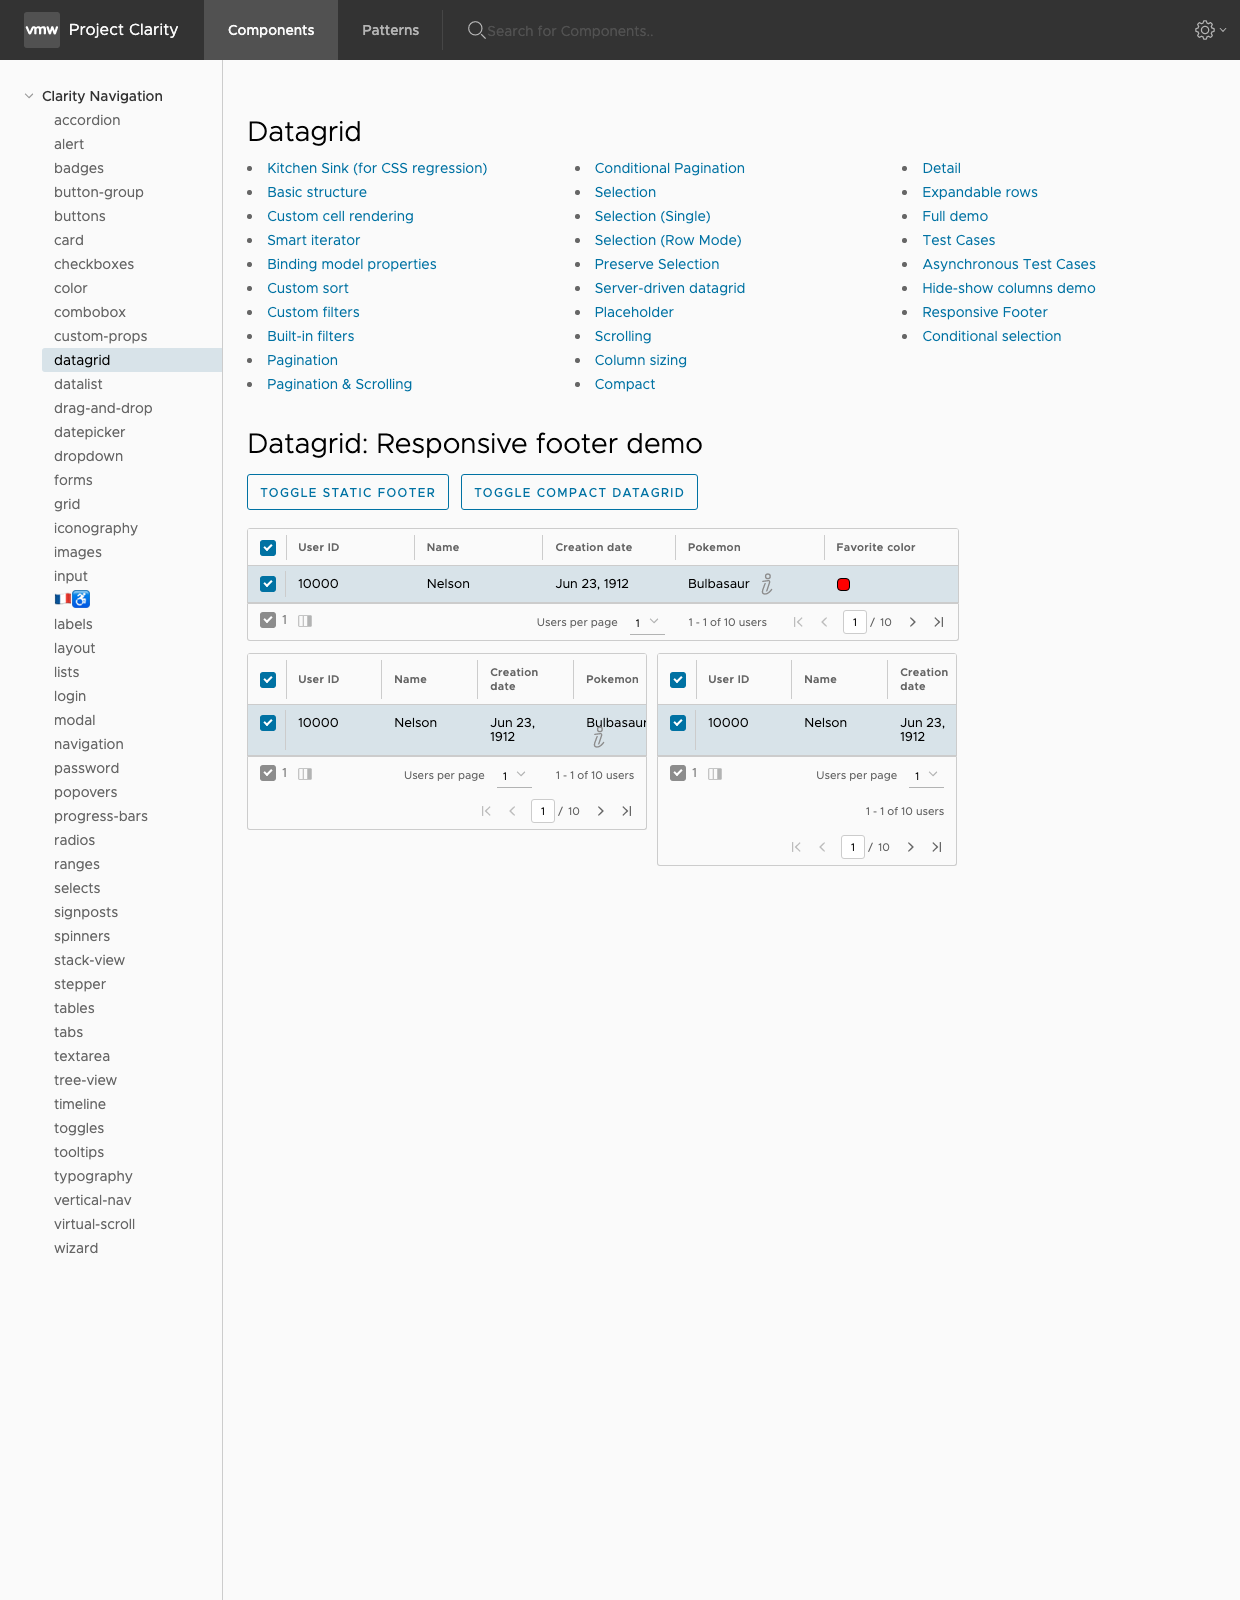 vmw Project Clarity Components Patterns Search for Components..
Clarity Navigation
accordion
alert
badges
button-group
buttons
card
checkboxes
color
combobox
custom-props
datagrid
datalist
drag-and-drop
datepicker
dropdown
forms
grid
iconography
images
input
🇫🇷♿
labels
layout
lists
login
modal
navigation
password
popovers
progress-bars
radios
ranges
selects
signposts
spinners
stack-view
stepper
tables
tabs
textarea
tree-view
timeline
toggles
tooltips
typography
vertical-nav
virtual-scroll
wizard
Datagrid
Kitchen Sink (for CSS regression)
Basic structure
Custom cell rendering
Smart iterator
Binding model properties
Custom sort
Custom filters
Built-in filters
Pagination
Pagination & Scrolling
Conditional Pagination
Selection
Selection (Single)
Selection (Row Mode)
Preserve Selection
Server-driven datagrid
Placeholder
Scrolling
Column sizing
Compact
Detail
Expandable rows
Full demo
Test Cases
Asynchronous Test Cases
Hide-show columns demo
Responsive Footer
Conditional selection
Datagrid: Responsive footer demo
TOGGLE STATIC FOOTER TOGGLE COMPACT DATAGRID
User ID Name Creation date Pokemon Favorite color
10000 Nelson Jun 23, 1912 Bulbasaur
1 Users per page 1 1 - 1 of 10 users 1 / 10
User ID Name Creation date Pokemon
10000 Nelson Jun 23, 1912 Bulbasaur
1 Users per page 1 1 - 1 of 10 users
1 / 10
User ID Name Creation date
10000 Nelson Jun 23, 1912
1 Users per page 1
1 - 1 of 10 users
1 / 10